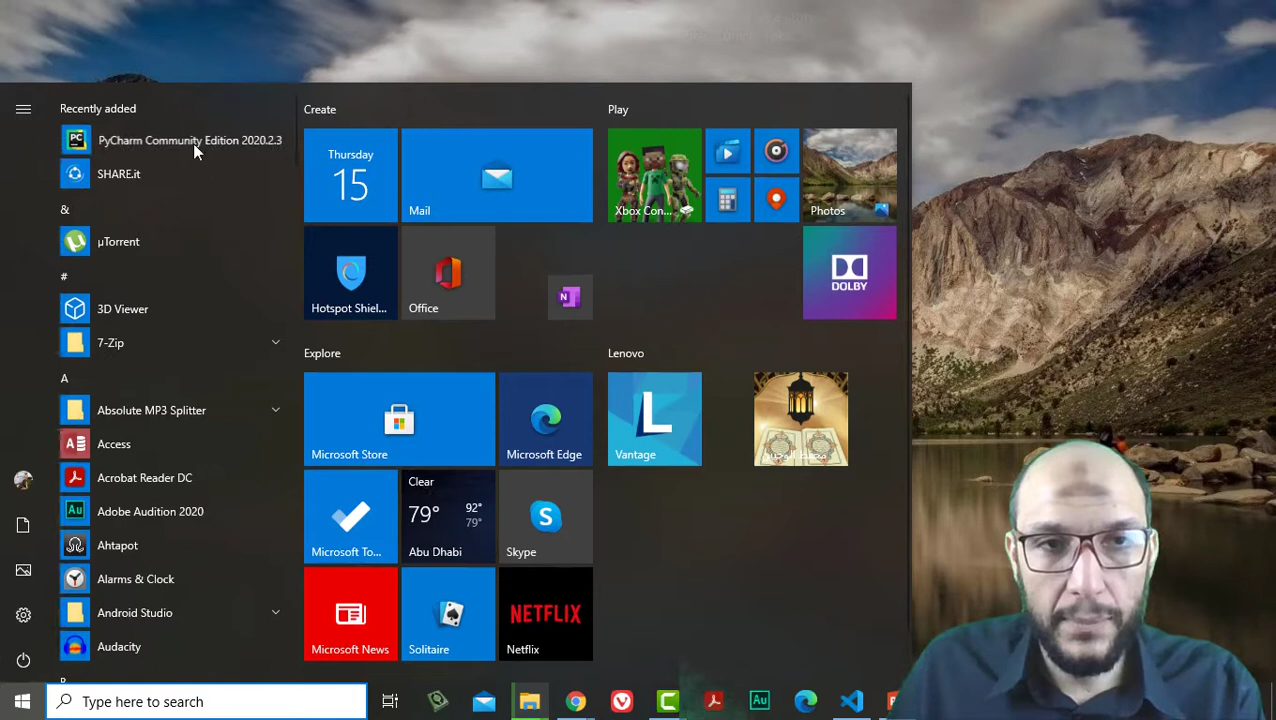 Recently added
PyCharm Community Edition 2020.2.3
SHARE.it
&
µTorrent
#
3D Viewer
7-Zip
A
Absolute MP3 Splitter
Access
Acrobat Reader DC
Adobe Audition 2020
Ahtapot
Alarms & Clock
Android Studio
Audacity
Create
Thursday
15
Mail
Hotspot Shiel...
Office
Explore
Microsoft Store
Microsoft Edge
Microsoft To...
Clear
79° 92°
79°
Abu Dhabi
Skype
Microsoft News
Solitaire
NETFLIX
Netflix
Play
Xbox Con...
Photos
DOLBY
Lenovo
L
Vantage
Type here to search